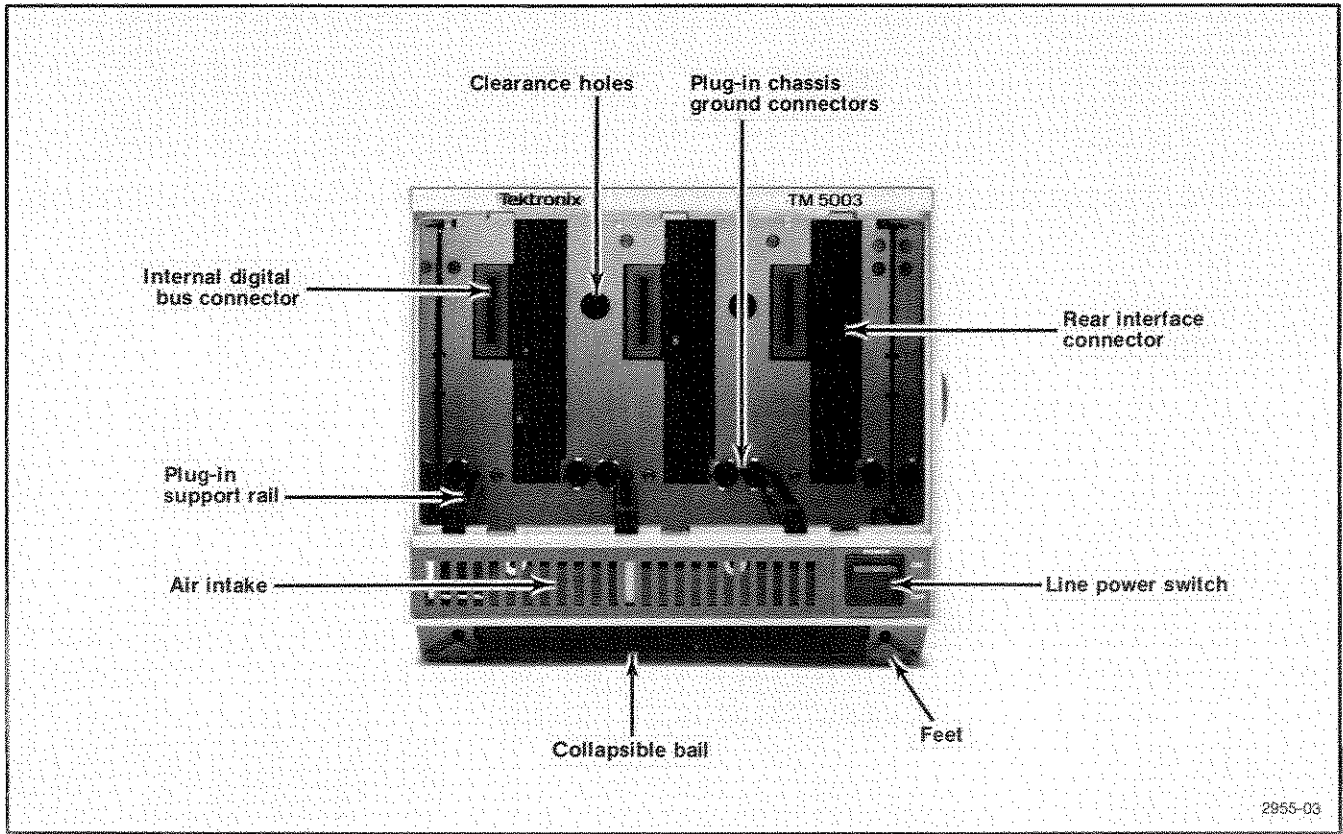 Clearance holes
Plug-in chassis
ground connectors
Tektronix
TM 5003
Internal digital
bus connector
Rear interface
connector
Plug-in
support rail
Air intake
Line power switch
Collapsible bail
Feet
2955-03